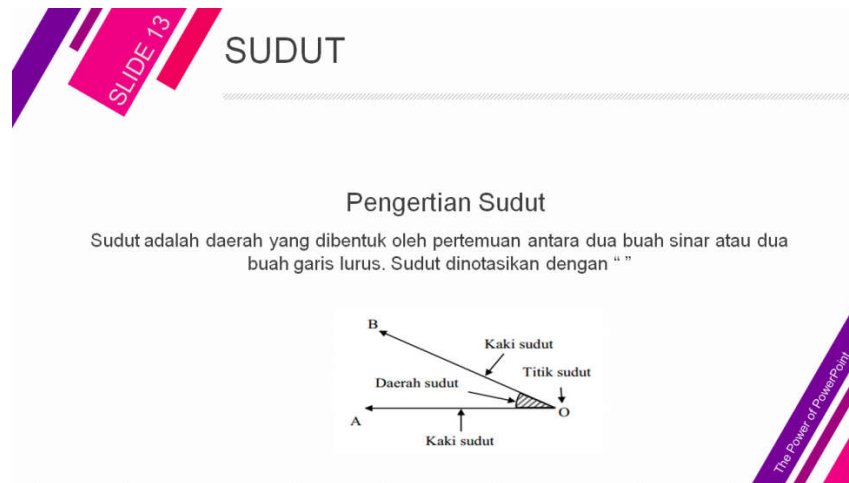 SLIDE 13
SUDUT
Pengertian Sudut
Sudut adalah daerah yang dibentuk oleh pertemuan antara dua buah sinar atau dua
buah garis lurus. Sudut dinotasikan dengan “ ”
B
Kaki sudut
Titik sudut
Daerah sudut
A
O
Kaki sudut
The Power of PowerPoint